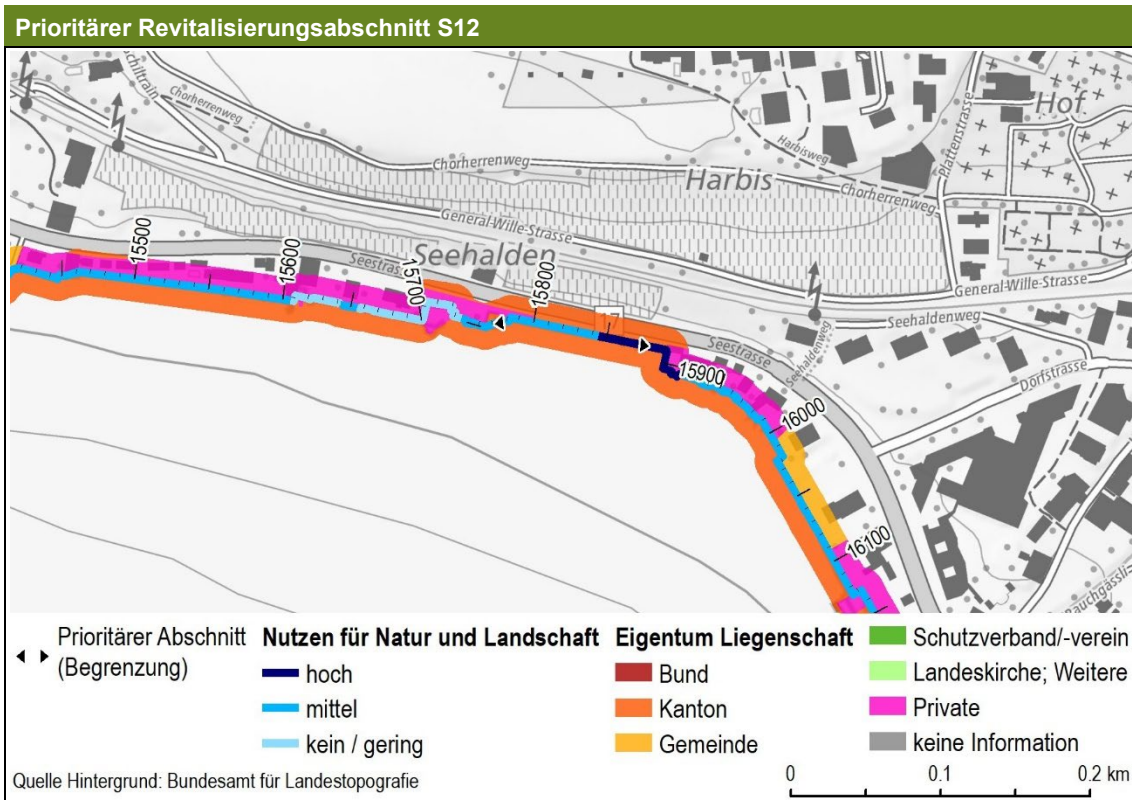 Prioritärer Revitalisierungsabschnitt S12
Chorherrenweg
Hof
Harbisweg
Plattenstrasse
Chorherrenweg
Harbis
Chorherrenweg
General-Wille-Strasse
Seehalden
General-Wille-Strasse
Seehaldenweg
15500
15600
15700
15800
17
Seestrasse
Seehaldenweg
Dorfstrasse
15900
16000
16100
Prioritärer Abschnitt
(Begrenzung)
Nutzen für Natur und Landschaft
hoch
mittel
kein / gering
Eigentum Liegenschaft
Bund
Kanton
Gemeinde
Schutzverband/-verein
Landeskirche; Weitere
Private
keine Information
Quelle Hintergrund: Bundesamt für Landestopografie
0 0.1 0.2 km